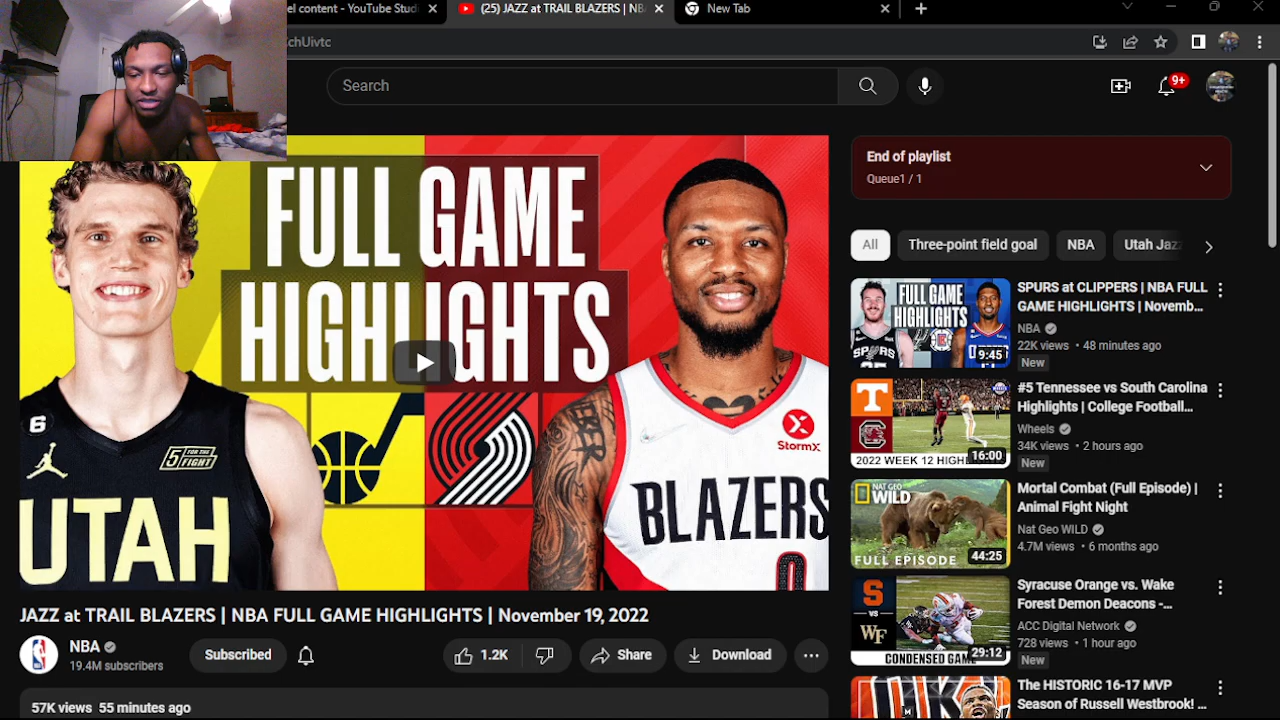 el content - YouTube Stud
(25) JAZZ at TRAIL BLAZERS | NB
New Tab
chUivtc
Search
9+
FULL GAME
HIGHLIGHTS
6
5 FOR THE FIGHT
UTAH
StormX
BLAZERS
0
JAZZ at TRAIL BLAZERS | NBA FULL GAME HIGHLIGHTS | November 19, 2022
NBA
19.4M subscribers
Subscribed
1.2K
Share
Download
57K views 55 minutes ago
End of playlist
Queue1 / 1
All
Three-point field goal
NBA
Utah Jazz
FULL GAME
HIGHLIGHTS
SPURS
9:45
SPURS at CLIPPERS | NBA FULL
GAME HIGHLIGHTS | Novemb...
NBA
22K views • 48 minutes ago
New
T
2022 WEEK 12 HIGH
16:00
#5 Tennessee vs South Carolina
Highlights | College Football...
Wheels
34K views • 2 hours ago
New
NAT GEO
WILD
FULL EPISODE
44:25
Mortal Combat (Full Episode) |
Animal Fight Night
Nat Geo WILD
4.7M views • 6 months ago
S
VS
WF
CONDENSED GAME
29:12
Syracuse Orange vs. Wake
Forest Demon Deacons -...
ACC Digital Network
728 views • 1 hour ago
New
The HISTORIC 16-17 MVP
Season of Russell Westbrook! ...